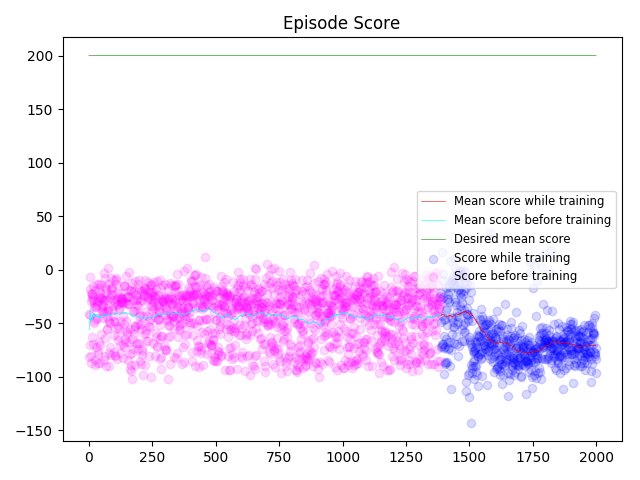 Episode Score
200
150
100
50
0
−50
−100
−150
Mean score while training
Mean score before training
Desired mean score
Score while training
Score before training
0 250 500 750 1000 1250 1500 1750 2000